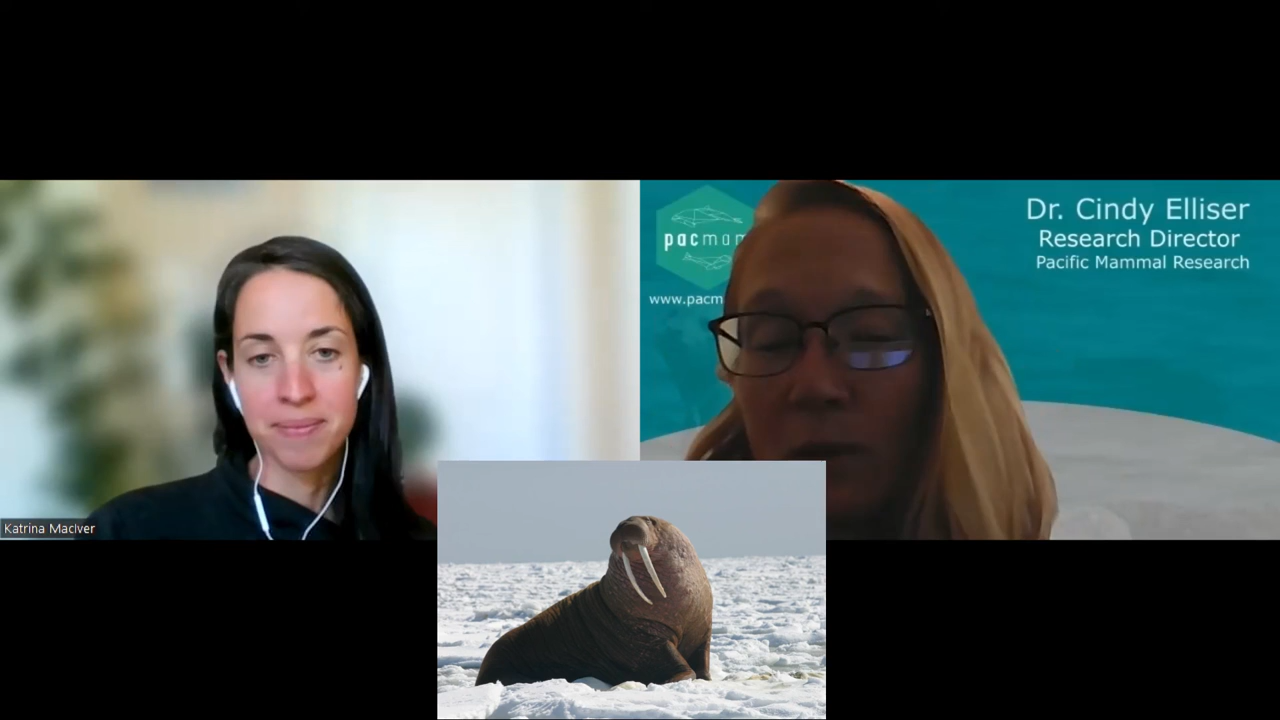 Dr. Cindy Elliser
Research Director
Pacific Mammal Research
pacmam
www.pacm
Katrina MacIver